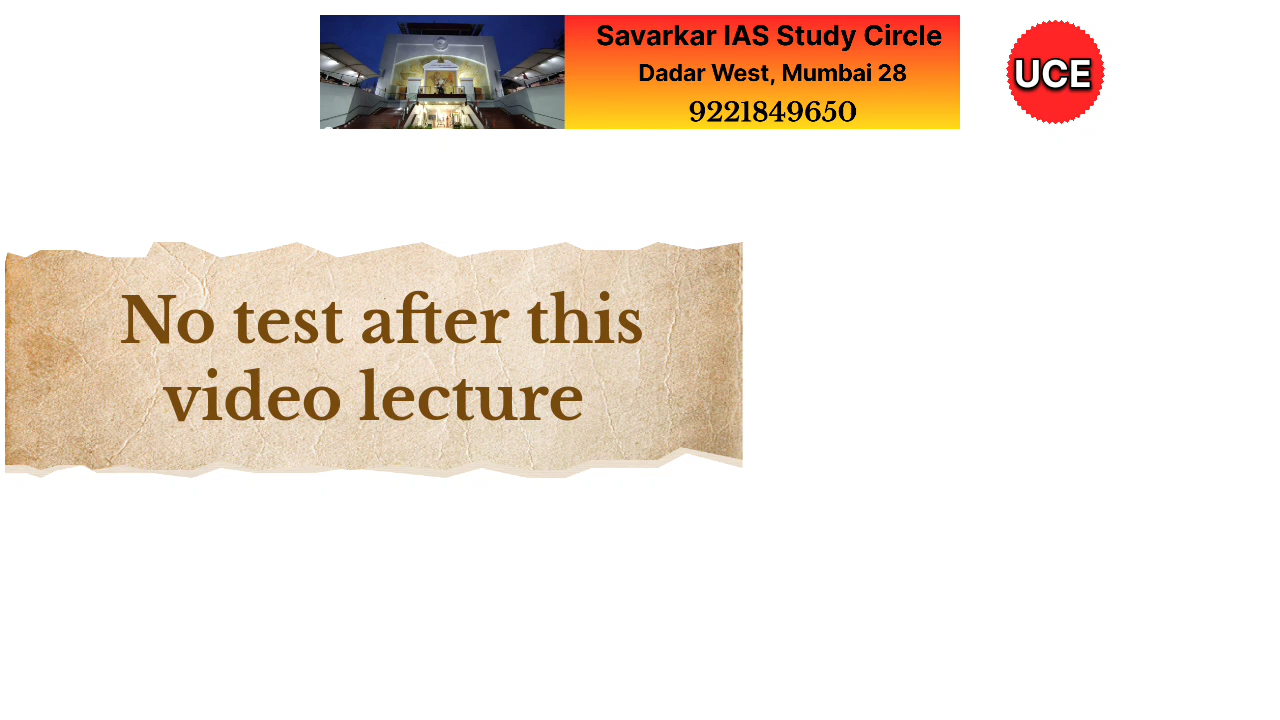 Savarkar IAS Study Circle
Dadar West, Mumbai 28
9221849650
UCE
No test after this
video lecture